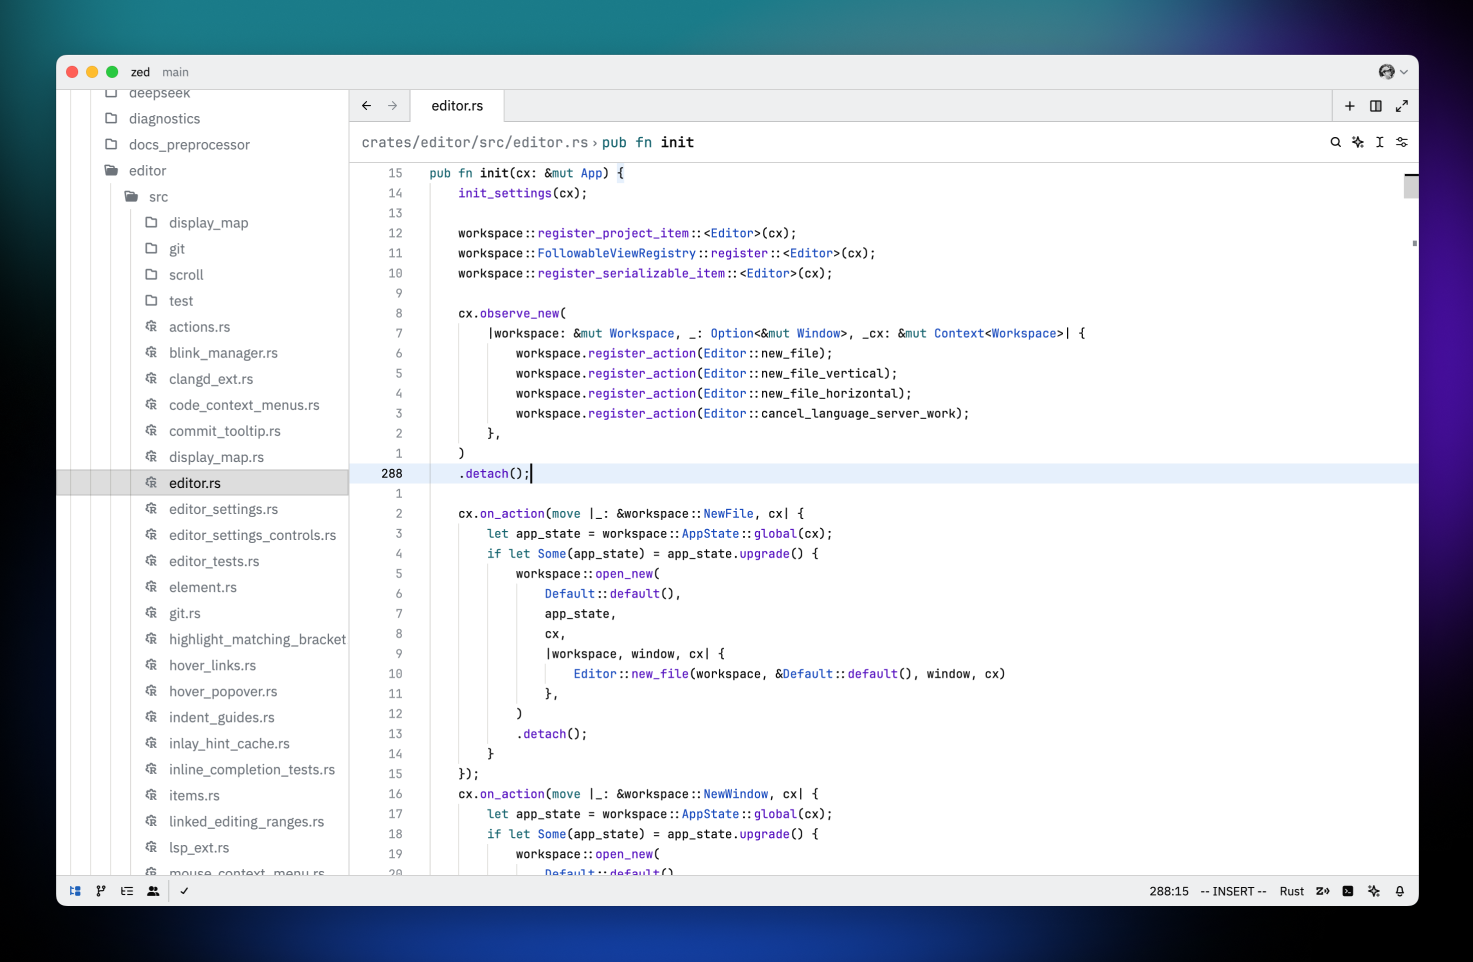 zed main
deepseek
diagnostics
docs_preprocessor
editor
src
display_map
git
scroll
test
actions.rs
blink_manager.rs
clangd_ext.rs
code_context_menus.rs
commit_tooltip.rs
display_map.rs
editor.rs
editor_settings.rs
editor_settings_controls.rs
editor_tests.rs
element.rs
git.rs
highlight_matching_bracket
hover_links.rs
hover_popover.rs
indent_guides.rs
inlay_hint_cache.rs
inline_completion_tests.rs
items.rs
linked_editing_ranges.rs
lsp_ext.rs
mouse_context_menu.rs
editor.rs
crates/editor/src/editor.rs › pub fn init
15 pub fn init(cx: &mut App) {
14 init_settings(cx);
13
12 workspace::register_project_item::<Editor>(cx);
11 workspace::FollowableViewRegistry::register::<Editor>(cx);
10 workspace::register_serializable_item::<Editor>(cx);
9
8 cx.observe_new(
7 |workspace: &mut Workspace, _: Option<&mut Window>, _cx: &mut Context<Workspace>| {
6 workspace.register_action(Editor::new_file);
5 workspace.register_action(Editor::new_file_vertical);
4 workspace.register_action(Editor::new_file_horizontal);
3 workspace.register_action(Editor::cancel_language_server_work);
2 },
1 )
288 .detach();
1
2 cx.on_action(move |_: &workspace::NewFile, cx| {
3 let app_state = workspace::AppState::global(cx);
4 if let Some(app_state) = app_state.upgrade() {
5 workspace::open_new(
6 Default::default(),
7 app_state,
8 cx,
9 |workspace, window, cx| {
10 Editor::new_file(workspace, &Default::default(), window, cx)
11 },
12 )
13 .detach();
14 }
15 });
16 cx.on_action(move |_: &workspace::NewWindow, cx| {
17 let app_state = workspace::AppState::global(cx);
18 if let Some(app_state) = app_state.upgrade() {
19 workspace::open_new(
20 Default::default()
288:15 -- INSERT -- Rust